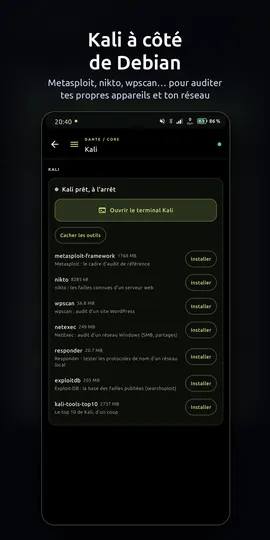 Kali à côté
de Debian
Metasploit, nikto, wpscan… pour auditer
tes propres appareils et ton réseau
20:40
86 %
DANTE / CORE
Kali
KALI
Kali prêt, à l'arrêt
Ouvrir le terminal Kali
Cacher les outils
metasploit-framework 1768 MB
Metasploit : le cadre d'audit de référence
Installer
nikto 8285 kB
nikto : les failles connues d'un serveur web
Installer
wpscan 56.8 MB
wpscan : audit d'un site WordPress
Installer
netexec 249 MB
NetExec : audit d'un réseau Windows (SMB, partages)
Installer
responder 20.7 MB
Responder : tester les protocoles de nom d'un réseau
local
Installer
exploitdb 203 MB
Exploit-DB : la base des failles publiées (searchsploit)
Installer
kali-tools-top10 2757 MB
Le top 10 de Kali, d'un coup
Installer